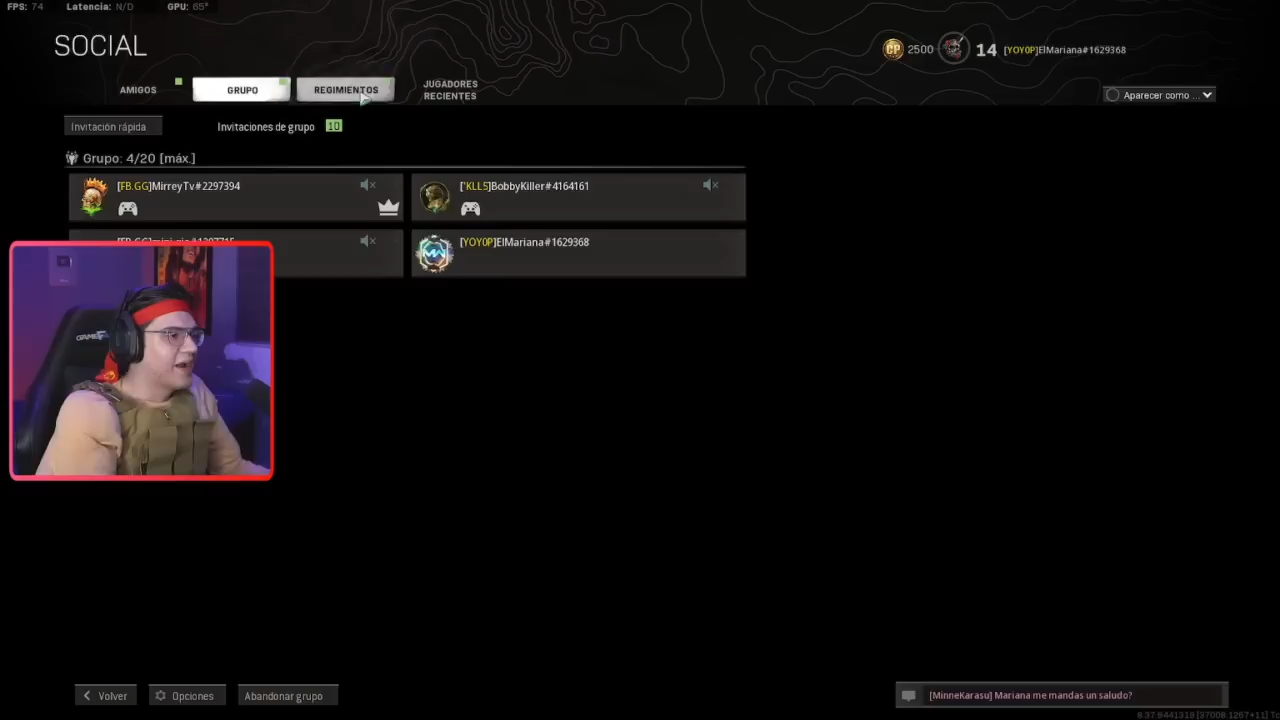 FPS: 74 Latencia: N/D GPU: 65°
SOCIAL
CP 2500 14 [YOY0P]ElMariana#1629368
AMIGOS GRUPO REGIMIENTOS JUGADORES RECIENTES
Aparecer como ...
Invitación rápida Invitaciones de grupo 10
Grupo: 4/20 [máx.]
[FB.GG]MirreyTv#2297394
['KLLS]BobbyKiller#4164161
[YOY0P]ElMariana#1629368
Volver Opciones Abandonar grupo
[MinneKarasu] Mariana me mandas un saludo?